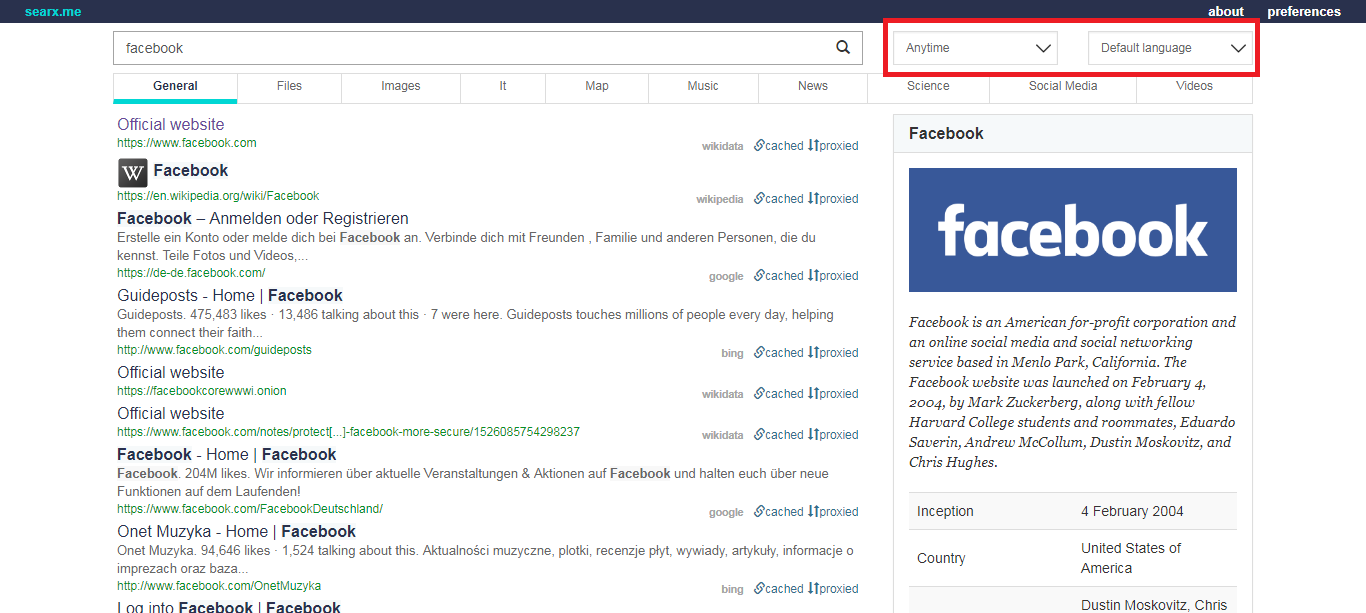 searx.me about preferences
facebook Anytime Default language
General Files Images It Map Music News Science Social Media Videos
Official website
https://www.facebook.com
wikidata cached proxied
W Facebook
https://en.wikipedia.org/wiki/Facebook
wikipedia cached proxied
Facebook – Anmelden oder Registrieren
Erstelle ein Konto oder melde dich bei Facebook an. Verbinde dich mit Freunden , Familie und anderen Personen, die du
kennst. Teile Fotos und Videos,...
https://de-de.facebook.com/
google cached proxied
Guideposts - Home | Facebook
Guideposts. 475,483 likes · 13,486 talking about this · 7 were here. Guideposts touches millions of people every day, helping
them connect their faith...
http://www.facebook.com/guideposts
bing cached proxied
Official website
https://facebookcorewwwi.onion
wikidata cached proxied
Official website
https://www.facebook.com/notes/protect[...]-facebook-more-secure/1526085754298237
wikidata cached proxied
Facebook - Home | Facebook
Facebook. 204M likes. Wir informieren über aktuelle Veranstaltungen & Aktionen auf Facebook und halten euch über neue
Funktionen auf dem Laufenden!
https://www.facebook.com/FacebookDeutschland/
google cached proxied
Onet Muzyka - Home | Facebook
Onet Muzyka. 94,646 likes · 1,524 talking about this. Aktualności muzyczne, plotki, recenzje płyt, wywiady, artykuły, informacje o
imprezach oraz baza...
http://www.facebook.com/OnetMuzyka
bing cached proxied
Log into Facebook | Facebook
Facebook
facebook
Facebook is an American for-profit corporation and
an online social media and social networking
service based in Menlo Park, California. The
Facebook website was launched on February 4,
2004, by Mark Zuckerberg, along with fellow
Harvard College students and roommates, Eduardo
Saverin, Andrew McCollum, Dustin Moskovitz, and
Chris Hughes.
Inception 4 February 2004
Country United States of
America
Dustin Moskovitz, Chris